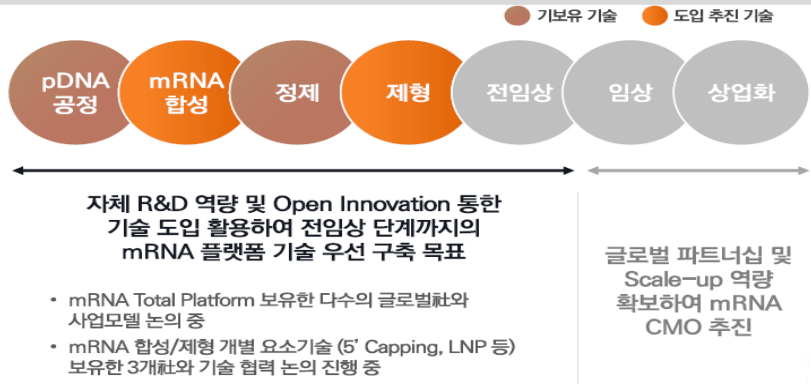 기보유 기술
도입 추진 기술
pDNA
공정
mRNA
합성
정제
제형
전임상
임상
상업화
자체 R&D 역량 및 Open Innovation 통한
기술 도입 활용하여 전임상 단계까지의
mRNA 플랫폼 기술 우선 구축 목표
• mRNA Total Platform 보유한 다수의 글로벌社와
사업모델 논의 중
• mRNA 합성/제형 개별 요소기술 (5’ Capping, LNP 등)
보유한 3개社와 기술 협력 논의 진행 중
글로벌 파트너십 및
Scale-up 역량
확보하여 mRNA
CMO 추진